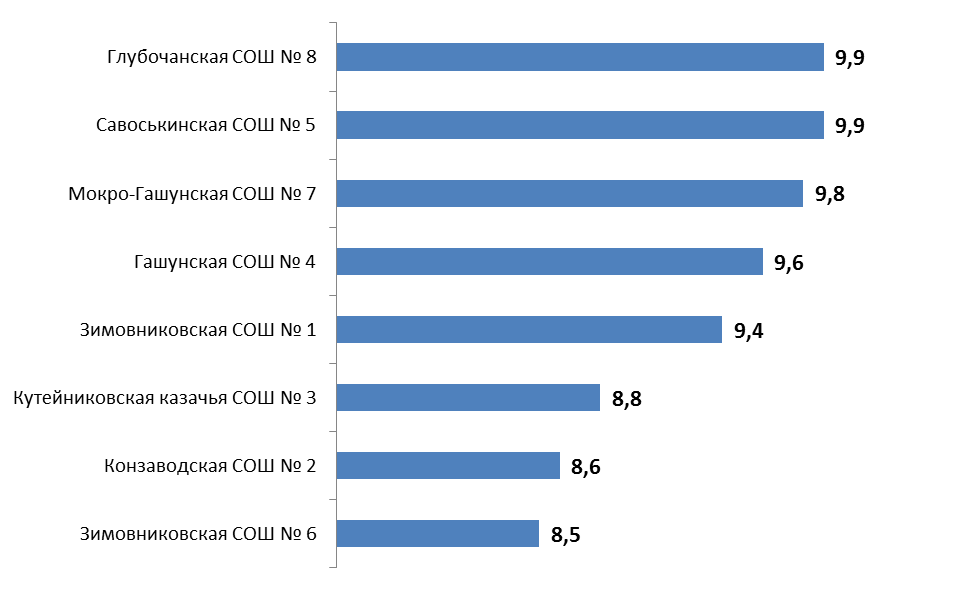 Глубочанская СОШ № 8 9,9
Савоськинская СОШ № 5 9,9
Мокро-Гашунская СОШ № 7 9,8
Гашунская СОШ № 4 9,6
Зимовниковская СОШ № 1 9,4
Кутейниковская казачья СОШ № 3 8,8
Конзаводская СОШ № 2 8,6
Зимовниковская СОШ № 6 8,5